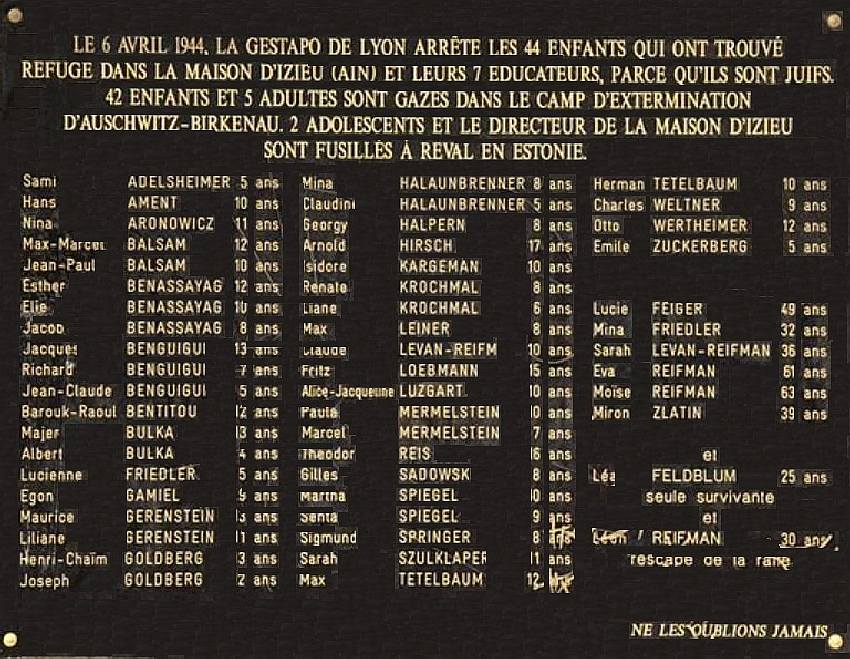 LE 6 AVRIL 1944. LA GESTAPO DE LYON ARRÊTE LES 44 ENFANTS QUI ONT TROUVÉ
REFUGE DANS LA MAISON D'IZIEU (AIN) ET LEURS 7 EDUCATEURS, PARCE QU'ILS SONT JUIFS.
42 ENFANTS ET 5 ADULTES SONT GAZES DANS LE CAMP D'EXTERMINATION
D'AUSCHWITZ-BIRKENAU. 2 ADOLESCENTS ET LE DIRECTEUR DE LA MAISON D'IZIEU
SONT FUSILLÉS À REVAL EN ESTONIE.
Sami ADELSHEIMER 5 ans
Hans AMENT 10 ans
Nina ARONOWICZ 11 ans
Max-Marcel BALSAM 12 ans
Jean-Paul BALSAM 10 ans
Esther BENASSAYAG 12 ans
Elie BENASSAYAG 10 ans
Jacob BENASSAYAG 8 ans
Jacques BENGUIGUI 13 ans
Richard BENGUIGUI 7 ans
Jean-Claude BENGUIGUI 5 ans
Barouk-Raoul BENTITOU 12 ans
Majer BULKA 13 ans
Albert BULKA 4 ans
Lucienne FRIEDLER 5 ans
Egon GAMIEL 9 ans
Maurice GERENSTEIN 13 ans
Liliane GERENSTEIN 11 ans
Henri-Chaïm GOLDBERG 13 ans
Joseph GOLDBERG 12 ans
Mina HALAUNBRENNER 8 ans
Claudine HALAUNBRENNER 5 ans
Georgy HALPERN 8 ans
Arnold HIRSCH 17 ans
Isidore KARGEMAN 10 ans
Renate KROCHMAL 8 ans
Liane KROCHMAL 6 ans
Max LEINER 8 ans
Claude LEVAN-REIFM 10 ans
Fritz LOEBMANN 15 ans
Alice-Jacqueline LUZGART 10 ans
Paula MERMELSTEIN 10 ans
Marcel MERMELSTEIN 7 ans
Theodor REIS 16 ans
Gilles SADOWSK 8 ans
Martha SPIEGEL 10 ans
Senta SPIEGEL 9 ans
Sigmund SPRINGER 8 ans
Sarah SZULKLAPER 11 ans
Max TETELBAUM 12
Herman TETELBAUM 10 ans
Charles WELTNER 9 ans
Otto WERTHEIMER 12 ans
Emile ZUCKERBERG 5 ans
Lucie FEIGER 49 ans
Mina FRIEDLER 32 ans
Sarah LEVAN-REIFMAN 36 ans
Eva REIFMAN 61 ans
Moïse REIFMAN 63 ans
Miron ZLATIN 39 ans
et
Léa FELDBLUM 25 ans
seule survivante
et
Léon REIFMAN 30 ans
rescapé de la rafle
NE LES OUBLIONS JAMAIS